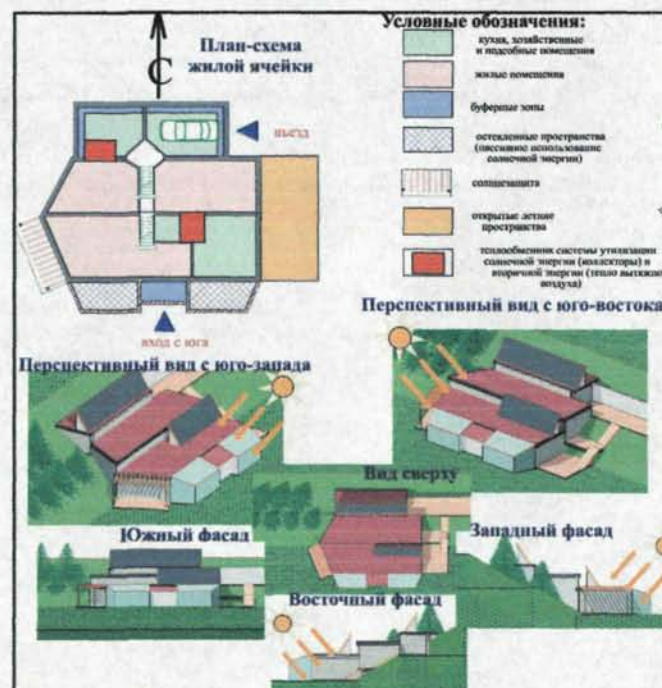 Условные обозначения:
План-схема
жилой ячейки
С
кухня, хозяйственные
и подсобные помещения
жилые помещения
буферные зоны
въезд
остекленные пространства
(пассивное использование
солнечной энергии)
солнцезащита
открытые летние
пространства
теплообменник системы утилизации
солнечной энергии (коллекторы) и
вторичной энергии (тепло вытяжного
воздуха)
вход с юга
Перспективный вид с юго-востока
Перспективный вид с юго-запада
Вид сверху
Южный фасад
Западный фасад
Восточный фасад